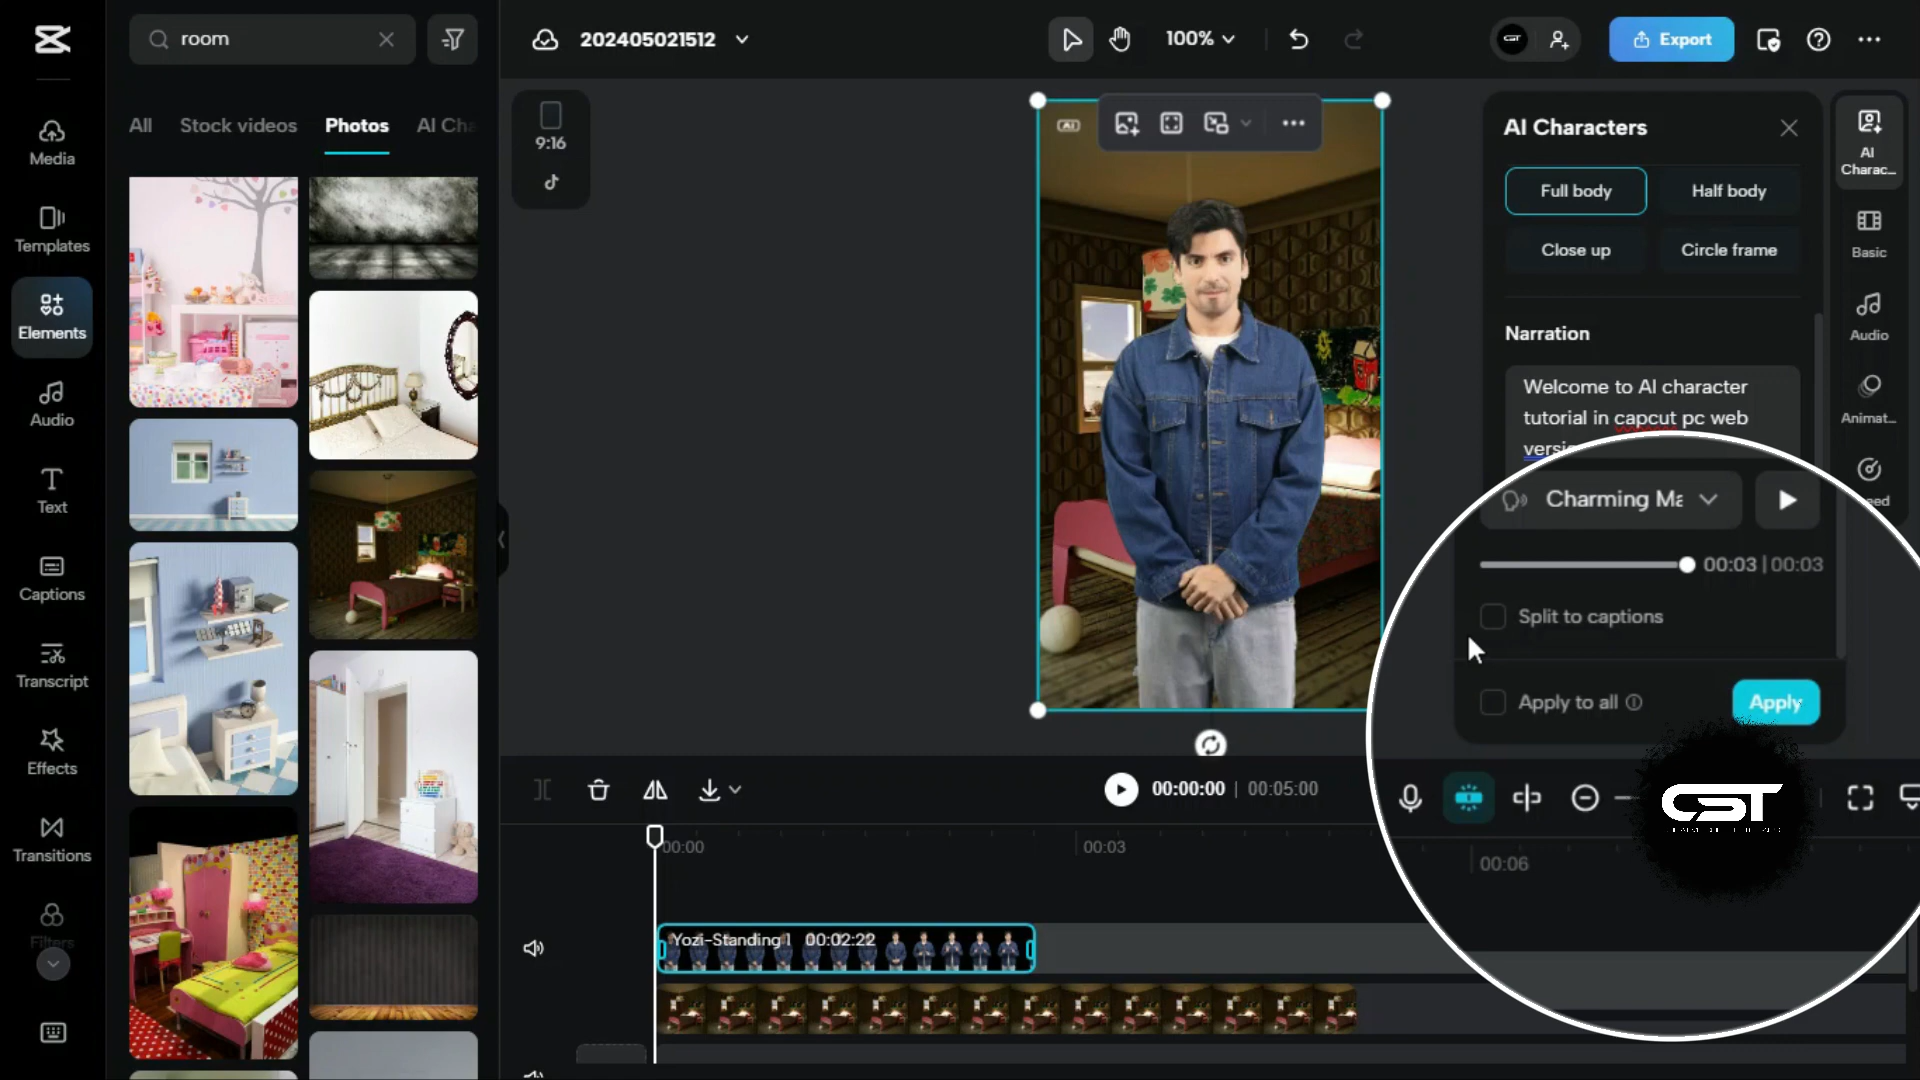 room
202405021512
100%
Export
Media
Templates
Elements
Audio
Text
Captions
Transcript
Effects
Transitions
Filters
All
Stock videos
Photos
AI Cha
9:16
AI
AI Characters
Full body
Half body
Close up
Circle frame
Narration
Welcome to AI character
tutorial in capcut pc web
Charming Ma
00:03 | 00:03
Split to captions
Apply to all
Apply
AI
Charac...
Basic
Audio
Animat...
00:00:00 | 00:05:00
00:00
00:03
00:06
Yozi-Standing 1 00:02:22
CST